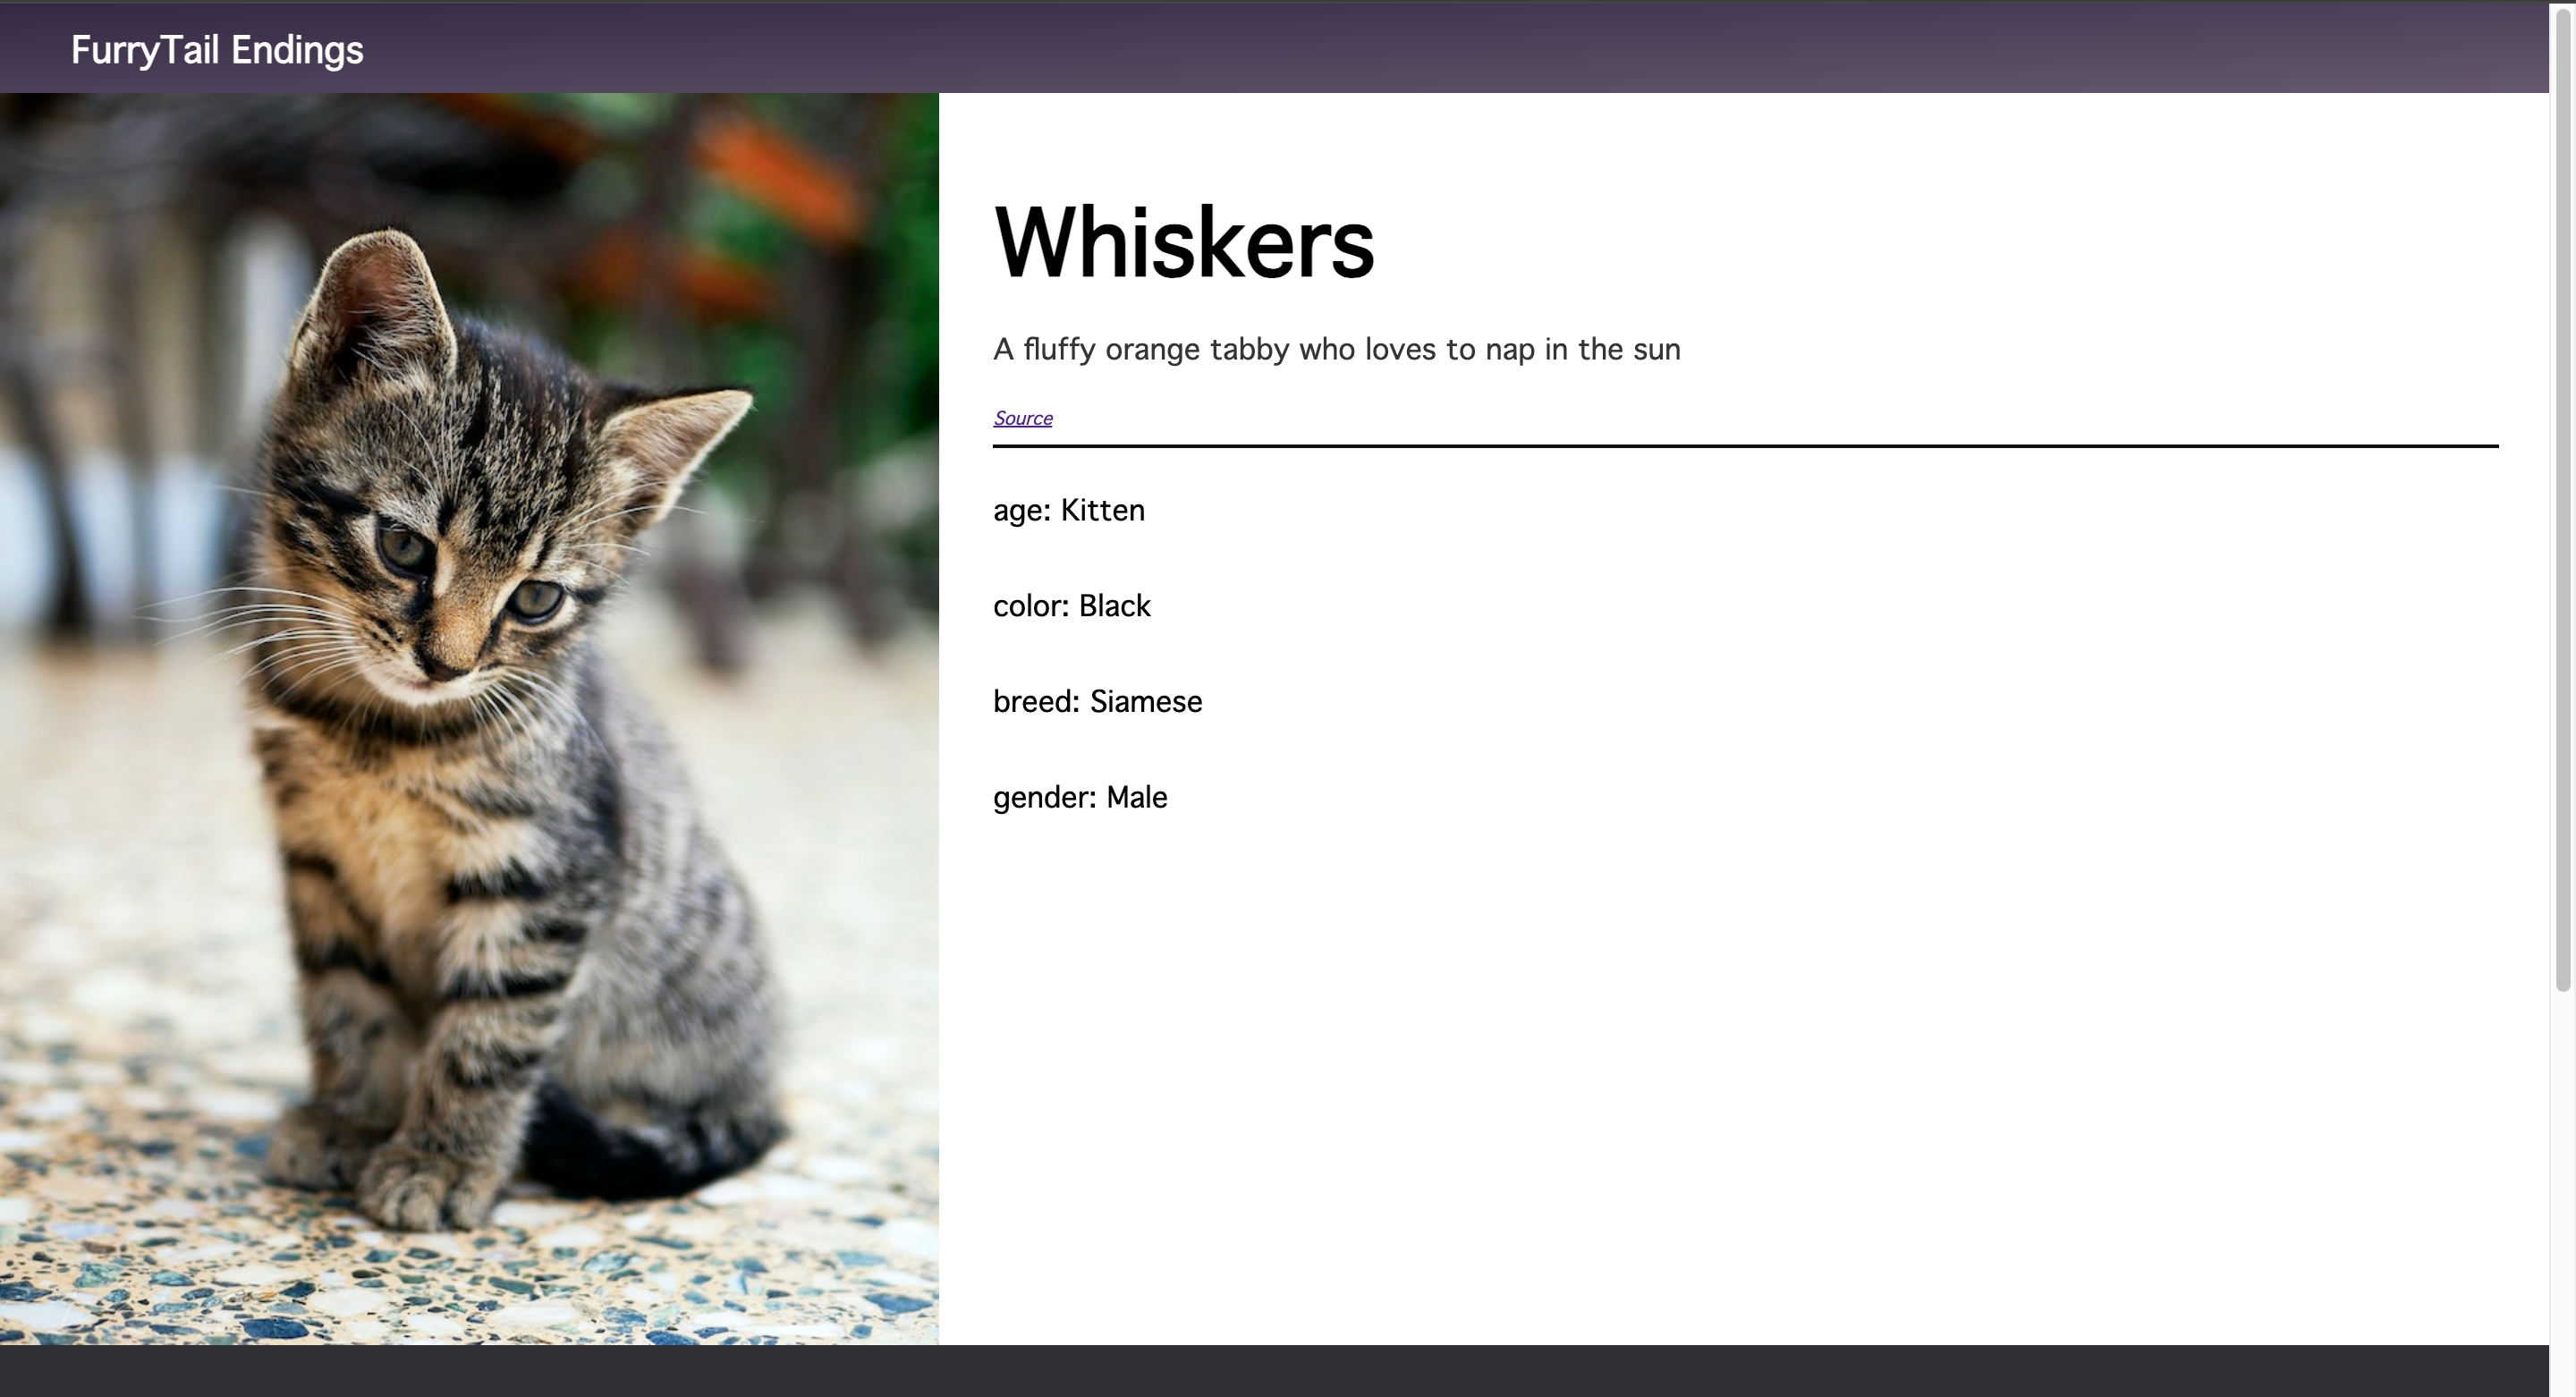 FurryTail Endings
Whiskers
A fluffy orange tabby who loves to nap in the sun
Source
age: Kitten
color: Black
breed: Siamese
gender: Male